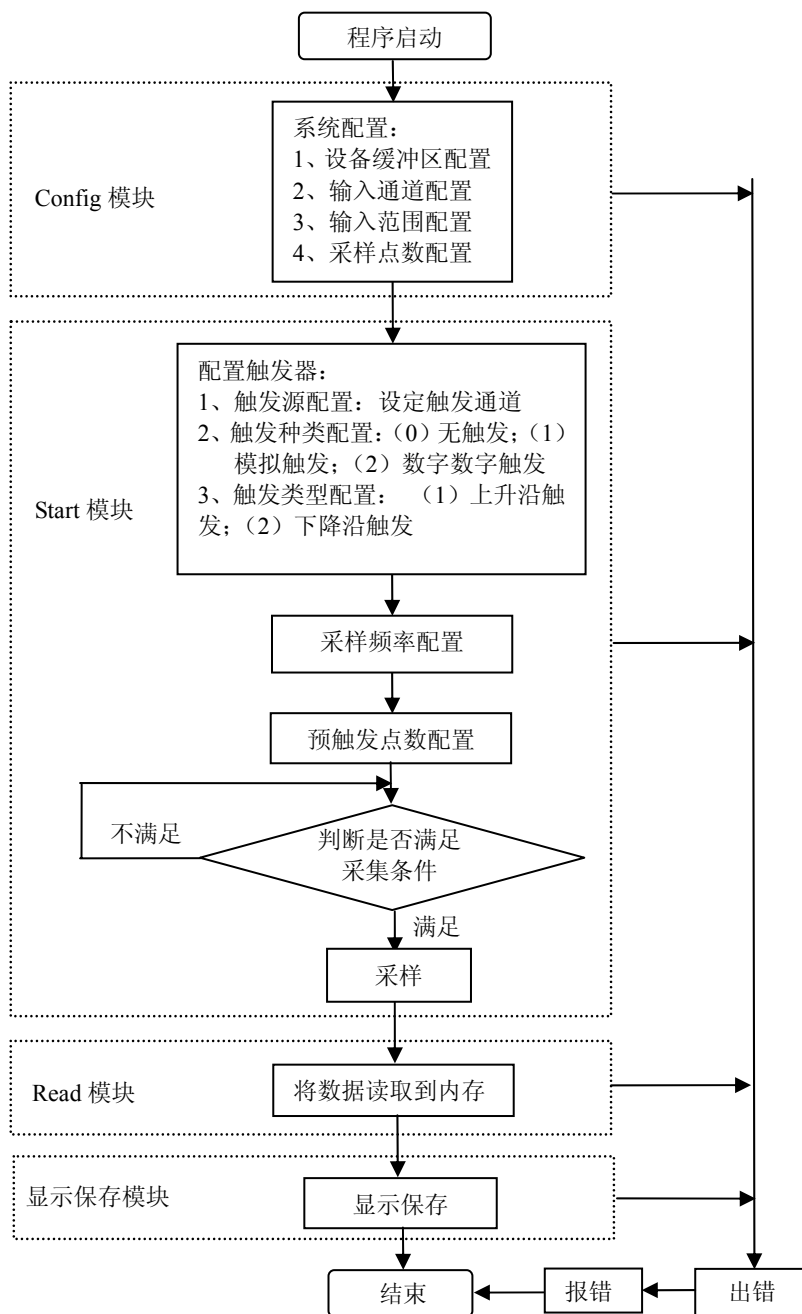 程序启动
Config 模块
系统配置：
1、设备缓冲区配置
2、输入通道配置
3、输入范围配置
4、采样点数配置
Start 模块
配置触发器：
1、触发源配置：设定触发通道
2、触发种类配置：（0）无触发；（1）
模拟触发；（2）数字数字触发
3、触发类型配置： （1）上升沿触
发；（2）下降沿触发
采样频率配置
预触发点数配置
不满足
判断是否满足
采集条件
满足
采样
Read 模块
将数据读取到内存
显示保存模块
显示保存
结束
报错
出错